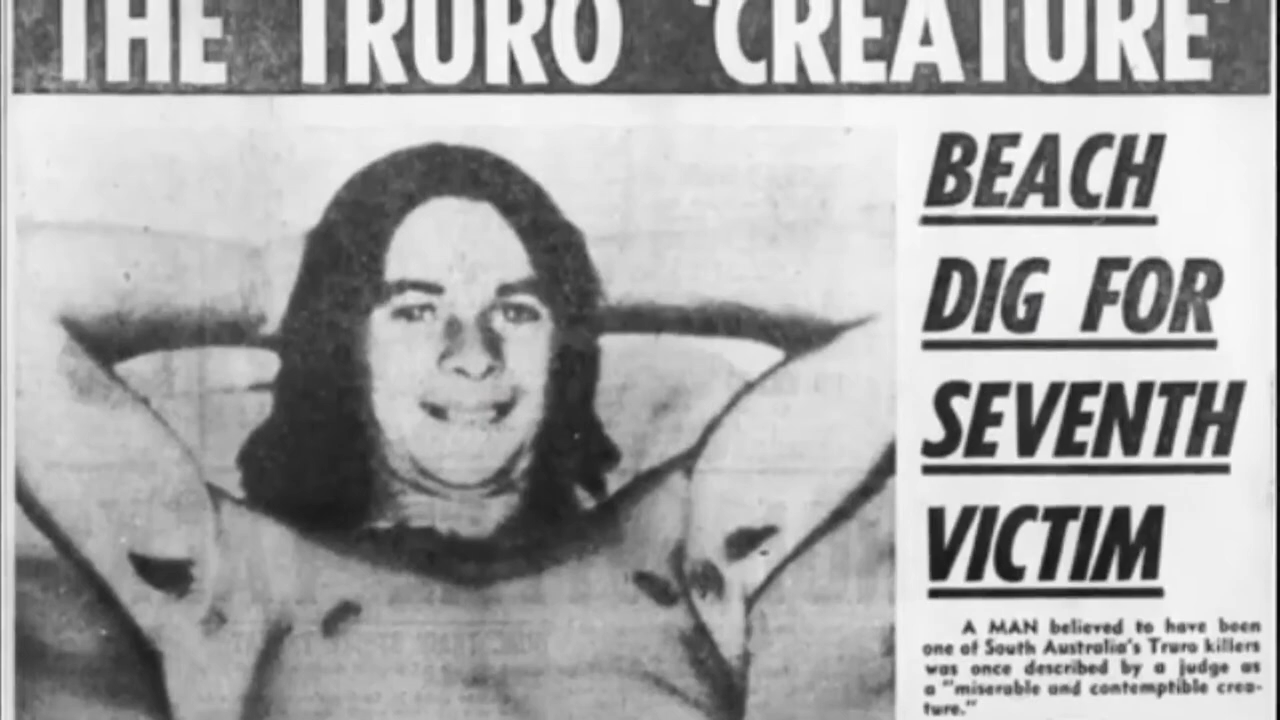 THE TRURO 'CREATURE'
BEACH
DIG FOR
SEVENTH
VICTIM
A MAN believed to have been
one of South Australia's Truro killers
was once described by a judge as
a "miserable and contemptible crea-
ture."